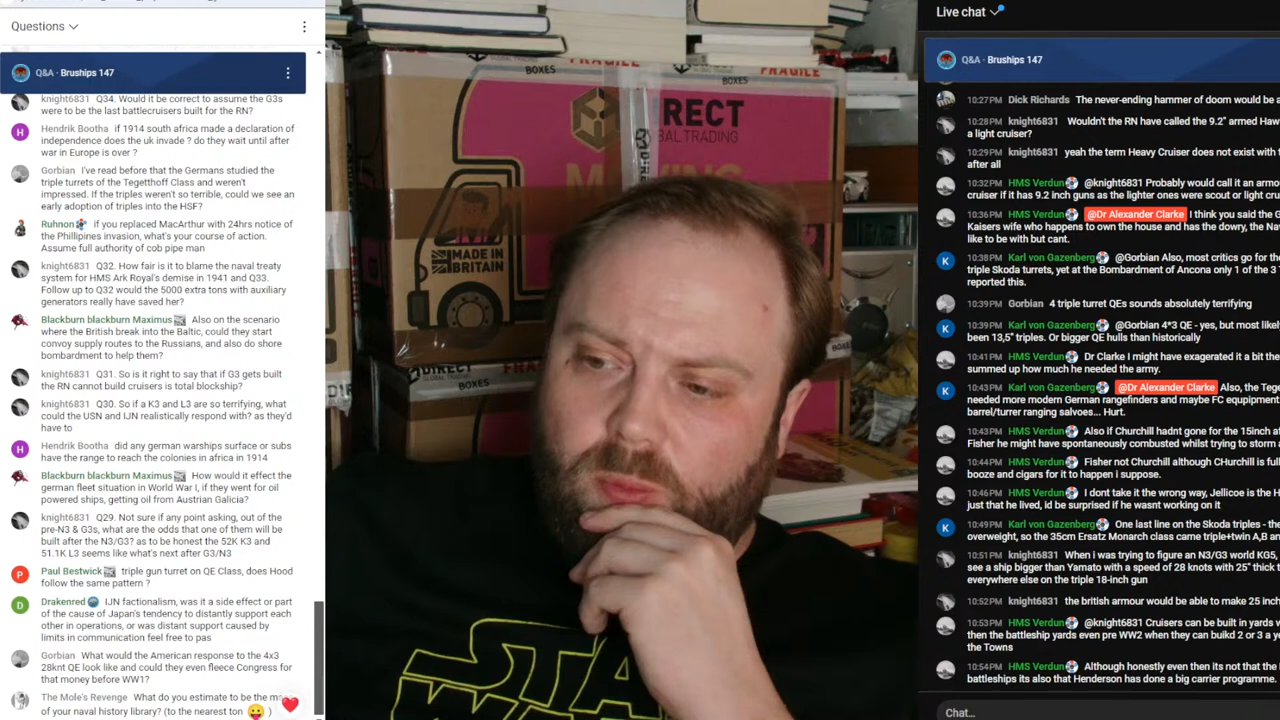 Questions
Q&A · Bruships 147
knight6831 Q34. Would it be correct to assume the G3s
were to be the last battlecruisers built for the RN?
Hendrik Bootha if 1914 south africa made a declaration of
independence does the uk invade ? do they wait until after
war in Europe is over ?
Gorbian I've read before that the Germans studied the
triple turrets of the Tegetthoff Class and weren't
impressed. If the turrets weren't so terrible, could we see an
early adoption of triples into the HSF?
Ruhnon if you replaced MacArthur with 24hrs notice of
the Phillipines invasion, what's your course of action.
Assume full authority of cob pipe man
knight6831 Q32. How fair is it to blame the naval treaty
system for HMS Ark Royal's demise in 1941 and Q33.
Follow up to Q32 would the 5000 extra tons with auxiliary
generators really have saved her?
Blackburn blackburn Maximus Also on the scenario
where the British break into the Baltic, could they start
convoy supply routes to the Russians, and also do shore
bombardment to help them?
knight6831 Q31. So is it right to say that if G3 gets built
the RN cannot build cruisers is total blockship?
knight6831 Q30. So if a K3 and L3 are so terrifying, what
could the USN and IJN realistically respond with? as they'd
have to
Hendrik Bootha did any german warships surface or subs
have the range to reach the colonies in africa in 1914
Blackburn blackburn Maximus How would it effect the
german fleet situation in World War I, if they went for oil
powered ships, getting oil from Austrian Galicia?
knight6831 Q29. Not sure if any point asking, out of the
pre-N3 & G3s, what are the odds that one of them will be
built after the N3/G3? as to be honest the 52K K3 and
51.1K L3 seems like what's next after G3/N3
Paul Bestwick triple gun turret on QE Class, does Hood
follow the same pattern ?
Drakenred IJN factionalism, was it a side effect or part
of the cause of Japan's tendency to distantly support each
other in operations, or was distant support caused by
limits in communication feel free to pas
Gorbian What would the American response to the 4x3
28knt QE look like and could they even fleece Congress for
that money before WW1?
The Mole's Revenge What do you estimate to be the
of your naval history library? (to the nearest ton 😛 )
BOXES
FRAGILE
BOXES
FRAGILE
DIRECT
GLOBAL TRADING
MOVING
MADE IN
BRITAIN
DIRECT
BOXES
STAR
WARS
Live chat
Q&A · Bruships 147
10:27PM Dick Richards The never-ending hammer of doom would be a
10:28PM knight6831 Wouldn't the RN have called the 9.2" armed Haw
a light cruiser?
10:29PM knight6831 yeah the term Heavy Cruiser does not exist with t
after all
10:32PM HMS Verdun @knight6831 Probably would call it an armo
cruiser if it has 9.2 inch guns as the lighter ones were scout or light cru
10:36PM HMS Verdun @Dr Alexander Clarke I think you said the G
Kaisers wife who happens to own the house and has the dowry, the Na
like to be with but cant.
10:38PM Karl von Gazenberg @Gorbian Also, most critics go for the
triple Skoda turrets, yet at the Bombardment of Ancona only 1 of the 3
reported this.
10:39PM Gorbian 4 triple turret QEs sounds absolutely terrifying
10:39PM Karl von Gazenberg @Gorbian 4*3 QE - yes, but most likel
been 13,5" triples. Or bigger QE hulls than historically
10:41PM HMS Verdun Dr Clarke I might have exagerated it a bit the
summed up how much he needed the army.
10:43PM Karl von Gazenberg @Dr Alexander Clarke Also, the Tege
needed more modern German rangefinders and maybe FC equipment.
barrel/turrer ranging salvoes... Hurt.
10:43PM HMS Verdun Also if Churchill hadnt gone for the 15inch a
Fisher he might have spontaneously combusted whilst trying to storm
10:44PM HMS Verdun Fisher not Churchill although CHurchill is full
booze and cigars for it to happen i suppose.
10:46PM HMS Verdun I dont take it the wrong way, Jellicoe is the H
just that he lived, id be surprised if he wasnt working on it
10:49PM Karl von Gazenberg One last line on the Skoda triples - the
overweight, so the 35cm Ersatz Monarch class came triple+twin A,B an
10:51PM knight6831 When i was trying to figure an N3/G3 world KG5,
see a ship bigger than Yamato with a speed of 28 knots with 25" thick t
everywhere else on the triple 18-inch gun
10:52PM knight6831 the british armour would be able to make 25 inch
10:53PM HMS Verdun @knight6831 Cruisers can be built in yards w
then the battleship yards even pre WW2 when they can buikd 2 or 3 a y
the Towns
10:54PM HMS Verdun Although honestly even then its not that the
battleships its also that Henderson has done a big carrier programme.
Chat...